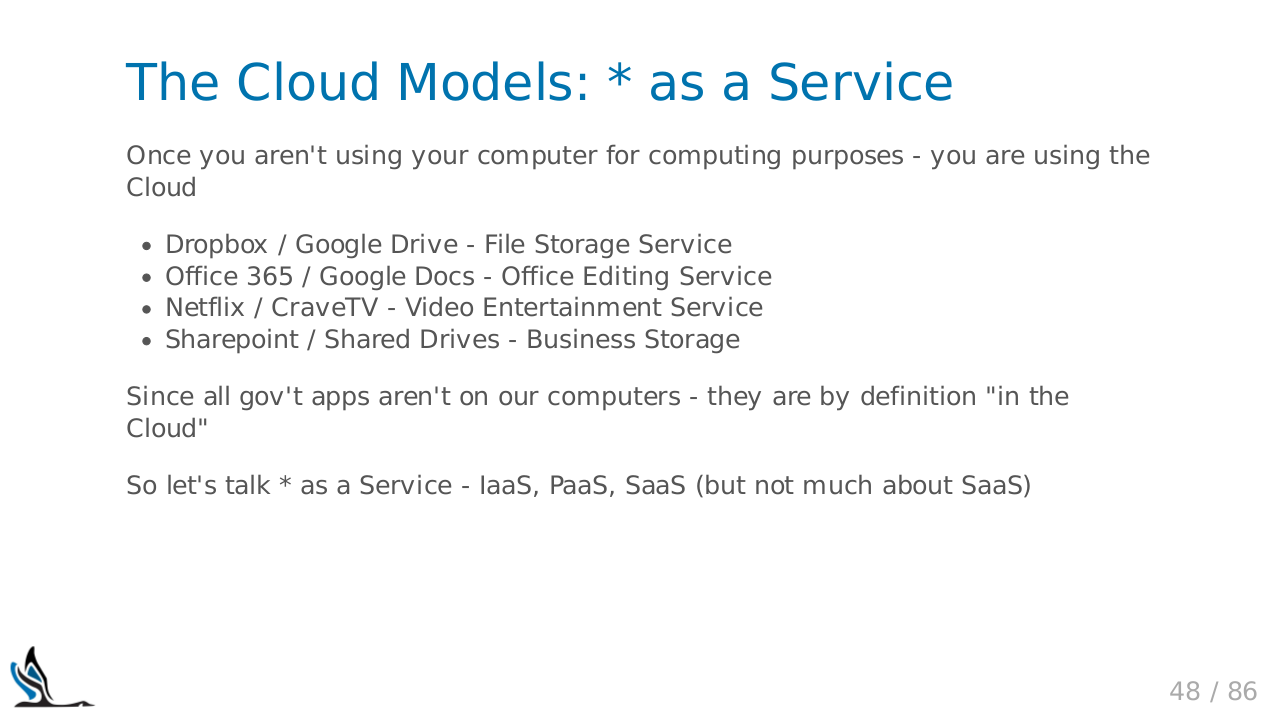 The Cloud Models: * as a Service
Once you aren't using your computer for computing purposes - you are using the
Cloud
• Dropbox / Google Drive - File Storage Service
• Office 365 / Google Docs - Office Editing Service
• Netflix / CraveTV - Video Entertainment Service
• Sharepoint / Shared Drives - Business Storage
Since all gov't apps aren't on our computers - they are by definition "in the
Cloud"
So let's talk * as a Service - IaaS, PaaS, SaaS (but not much about SaaS)
48 / 86